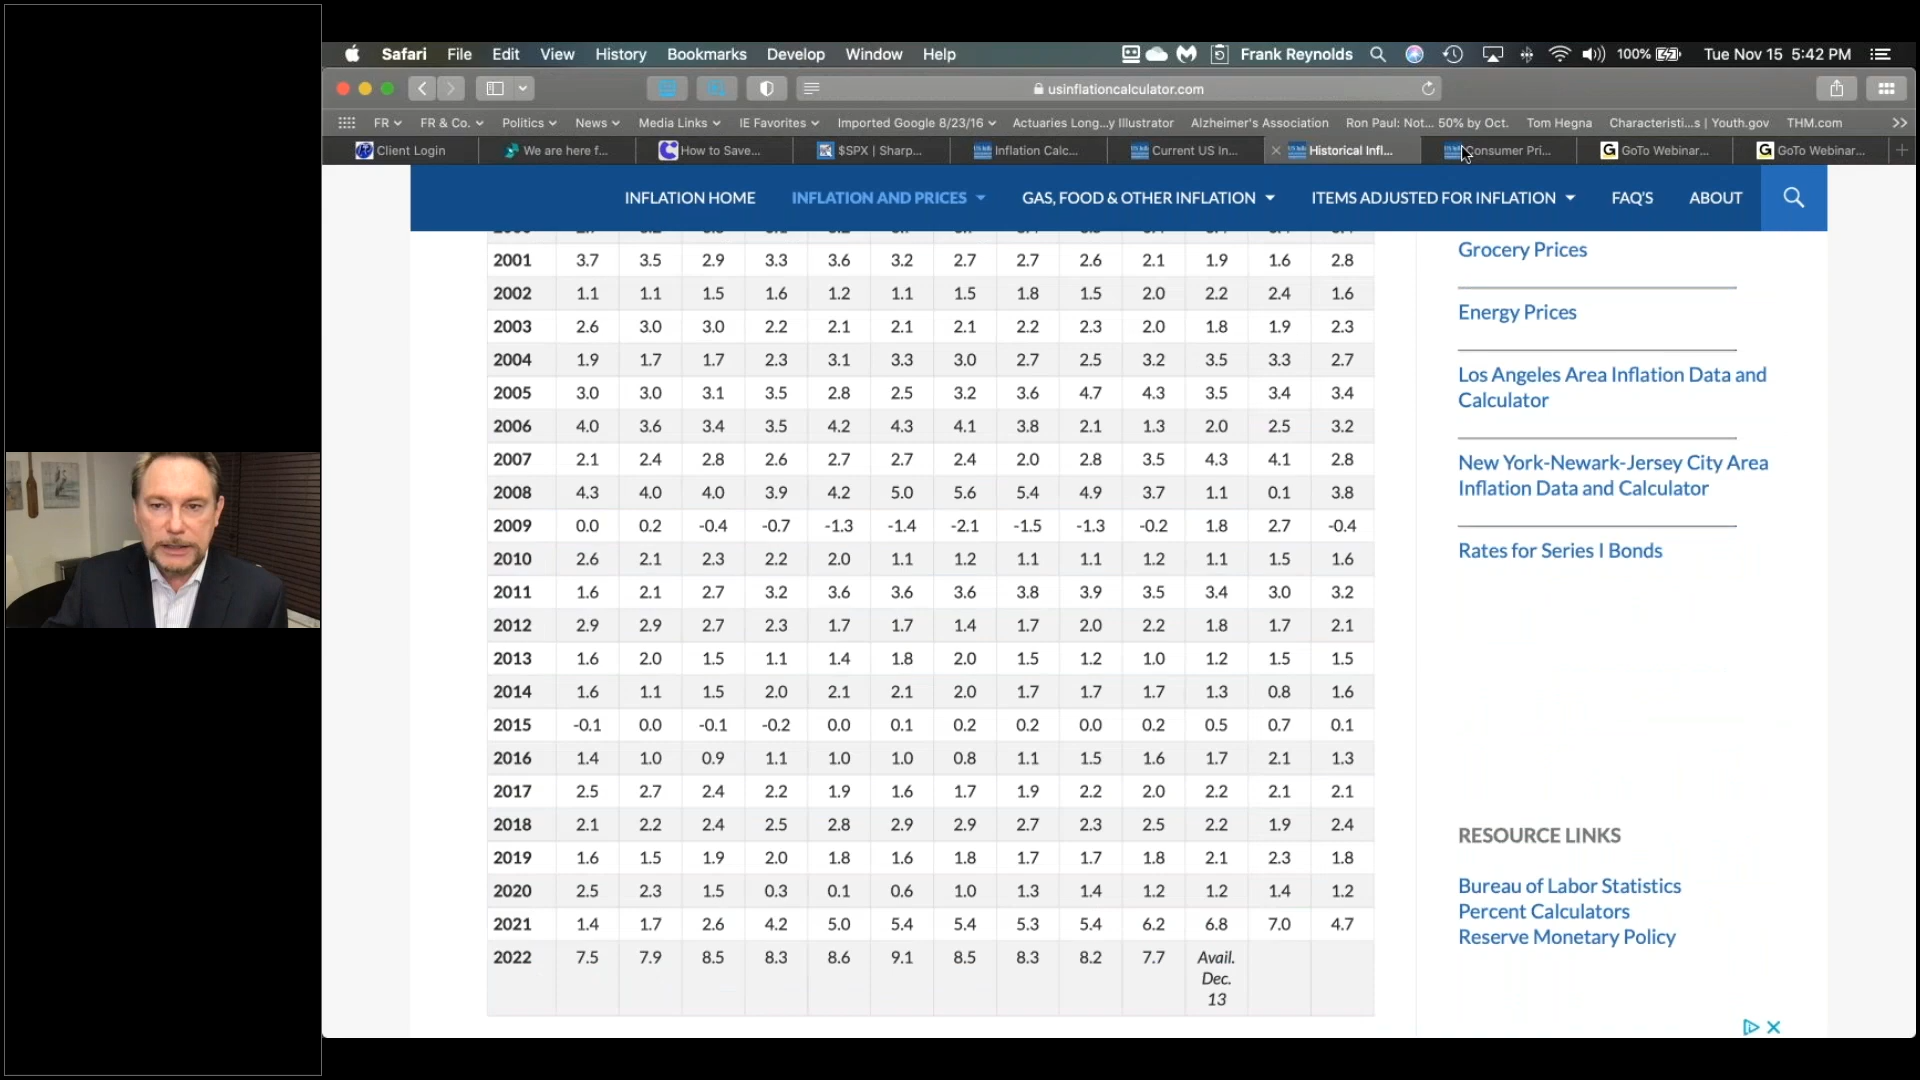 Safari File Edit View History Bookmarks Develop Window Help Frank Reynolds 100% Tue Nov 15 5:42 PM
usinflationcalculator.com
FR FR & Co. Politics News Media Links IE Favorites Imported Google 8/23/16 Actuaries Long...y Illustrator Alzheimer's Association Ron Paul: Not... 50% by Oct. Tom Hegna Characteristi...s | Youth.gov THM.com
Client Login We are here f... How to Save... $SPX | Sharp... Inflation Calc... Current US In... Historical Infl... Consumer Pri... G GoTo Webinar... G GoTo Webinar...
INFLATION HOME INFLATION AND PRICES GAS, FOOD & OTHER INFLATION ITEMS ADJUSTED FOR INFLATION FAQ'S ABOUT
2001 3.7 3.5 2.9 3.3 3.6 3.2 2.7 2.7 2.6 2.1 1.9 1.6 2.8
2002 1.1 1.1 1.5 1.6 1.2 1.1 1.5 1.8 1.5 2.0 2.2 2.4 1.6
2003 2.6 3.0 3.0 2.2 2.1 2.1 2.1 2.2 2.3 2.0 1.8 1.9 2.3
2004 1.9 1.7 1.7 2.3 3.1 3.3 3.0 2.7 2.5 3.2 3.5 3.3 2.7
2005 3.0 3.0 3.1 3.5 2.8 2.5 3.2 3.6 4.7 4.3 3.5 3.4 3.4
2006 4.0 3.6 3.4 3.5 4.2 4.3 4.1 3.8 2.1 1.3 2.0 2.5 3.2
2007 2.1 2.4 2.8 2.6 2.7 2.7 2.4 2.0 2.8 3.5 4.3 4.1 2.8
2008 4.3 4.0 4.0 3.9 4.2 5.0 5.6 5.4 4.9 3.7 1.1 0.1 3.8
2009 0.0 0.2 -0.4 -0.7 -1.3 -1.4 -2.1 -1.5 -1.3 -0.2 1.8 2.7 -0.4
2010 2.6 2.1 2.3 2.2 2.0 1.1 1.2 1.1 1.1 1.2 1.1 1.5 1.6
2011 1.6 2.1 2.7 3.2 3.6 3.6 3.6 3.8 3.9 3.5 3.4 3.0 3.2
2012 2.9 2.9 2.7 2.3 1.7 1.7 1.4 1.7 2.0 2.2 1.8 1.7 2.1
2013 1.6 2.0 1.5 1.1 1.4 1.8 2.0 1.5 1.2 1.0 1.2 1.5 1.5
2014 1.6 1.1 1.5 2.0 2.1 2.1 2.0 1.7 1.7 1.7 1.3 0.8 1.6
2015 -0.1 0.0 -0.1 -0.2 0.0 0.1 0.2 0.2 0.0 0.2 0.5 0.7 0.1
2016 1.4 1.0 0.9 1.1 1.0 1.0 0.8 1.1 1.5 1.6 1.7 2.1 1.3
2017 2.5 2.7 2.4 2.2 1.9 1.6 1.7 1.9 2.2 2.0 2.2 2.1 2.1
2018 2.1 2.2 2.4 2.5 2.8 2.9 2.9 2.7 2.3 2.5 2.2 1.9 2.4
2019 1.6 1.5 1.9 2.0 1.8 1.6 1.8 1.7 1.7 1.8 2.1 2.3 1.8
2020 2.5 2.3 1.5 0.3 0.1 0.6 1.0 1.3 1.4 1.2 1.2 1.4 1.2
2021 1.4 1.7 2.6 4.2 5.0 5.4 5.4 5.3 5.4 6.2 6.8 7.0 4.7
2022 7.5 7.9 8.5 8.3 8.6 9.1 8.5 8.3 8.2 7.7 Avail.
Dec.
13
Grocery Prices
Energy Prices
Los Angeles Area Inflation Data and
Calculator
New York-Newark-Jersey City Area
Inflation Data and Calculator
Rates for Series I Bonds
RESOURCE LINKS
Bureau of Labor Statistics
Percent Calculators
Reserve Monetary Policy